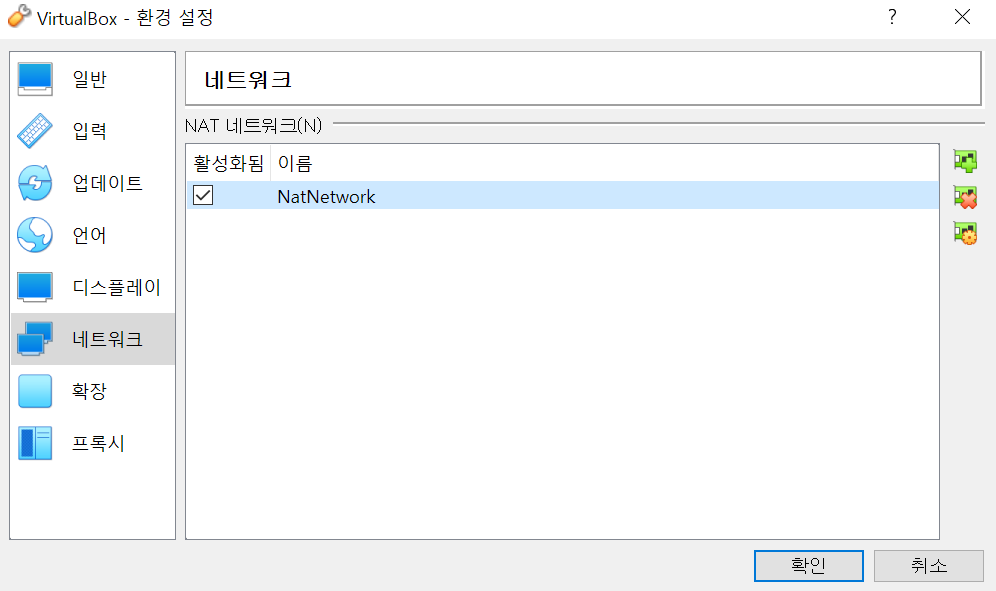 VirtualBox - 환경 설정
?
일반
입력
업데이트
언어
디스플레이
네트워크
확장
프록시
네트워크
NAT 네트워크(N)
활성화됨 이름
NatNetwork
확인 취소